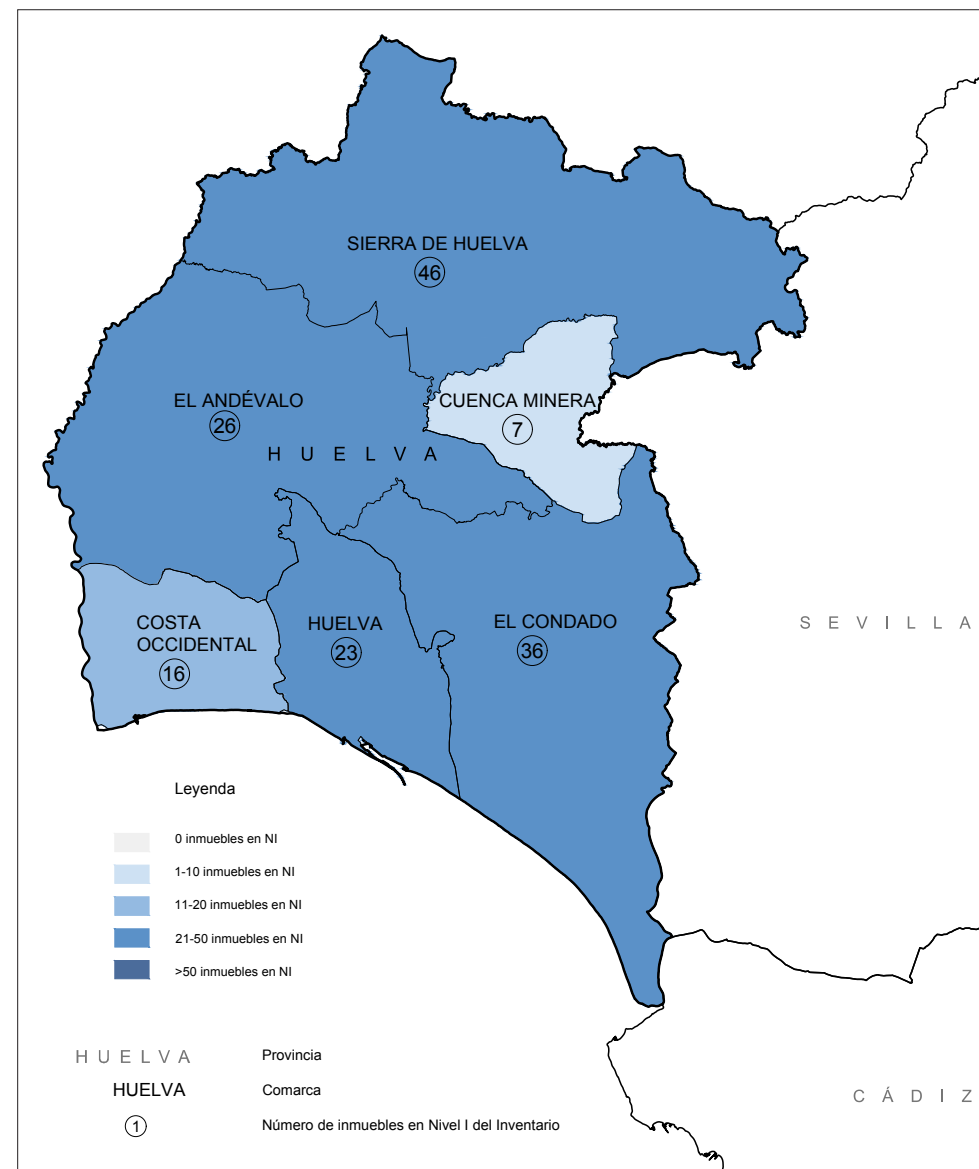 SIERRA DE HUELVA
46
EL ANDÉVALO
26
CUENCA MINERA
7
H U E L V A
COSTA
OCCIDENTAL
16
HUELVA
23
EL CONDADO
36
S E V I L L A
Leyenda
0 inmuebles en NI
1-10 inmuebles en NI
11-20 inmuebles en NI
21-50 inmuebles en NI
>50 inmuebles en NI
H U E L V A Provincia
HUELVA Comarca
1 Número de inmuebles en Nivel I del Inventario
C Á D I Z